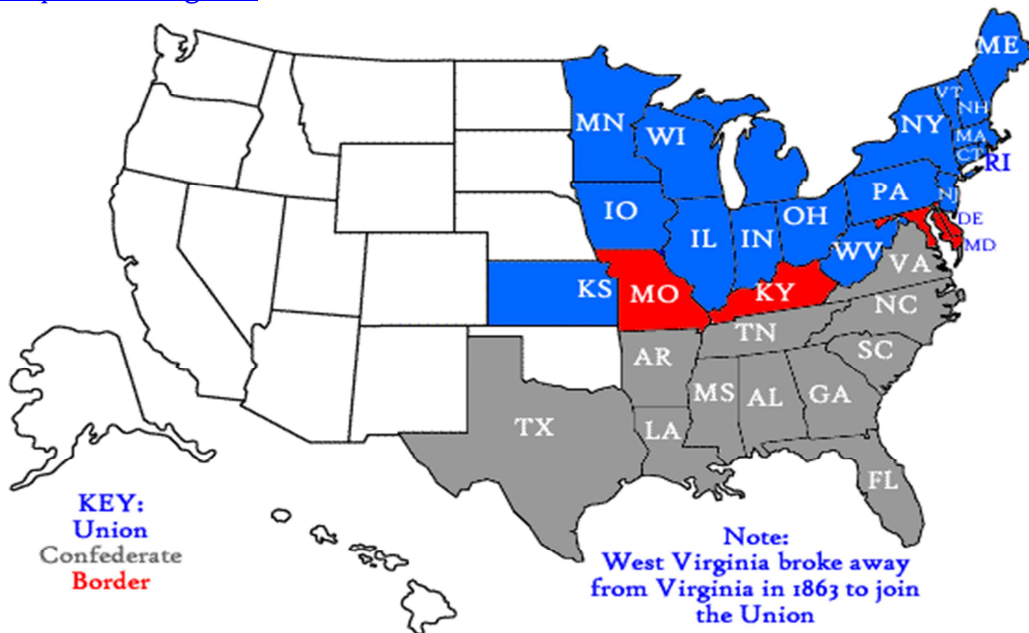 ME
VT
NH
MN
NY
WI
MA
CT
RI
PA
NJ
IO
OH
DE
IL
IN
WV
MD
VA
KS
MO
KY
NC
TN
SC
AR
MS
AL
GA
TX
LA
FL
KEY:
Union
Confederate
Border
Note:
West Virginia broke away
from Virginia in 1863 to join
the Union